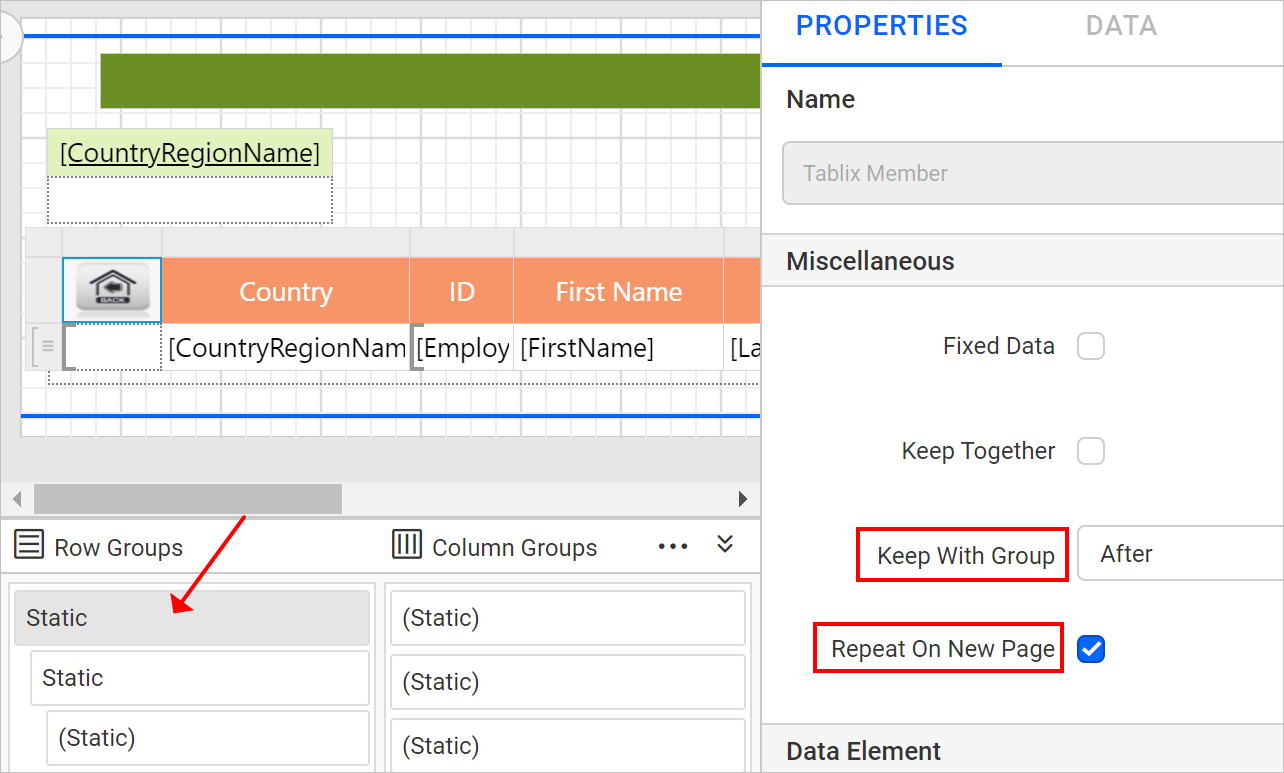 PROPERTIES DATA
Name
Tablix Member
Miscellaneous
Fixed Data
Keep Together
Keep With Group After
Repeat On New Page
Data Element
[CountryRegionName]
BACK Country ID First Name
[CountryRegionNam [Employ [FirstName] [La
Row Groups
Static
Static
(Static)
Column Groups
(Static)
(Static)
(Static)